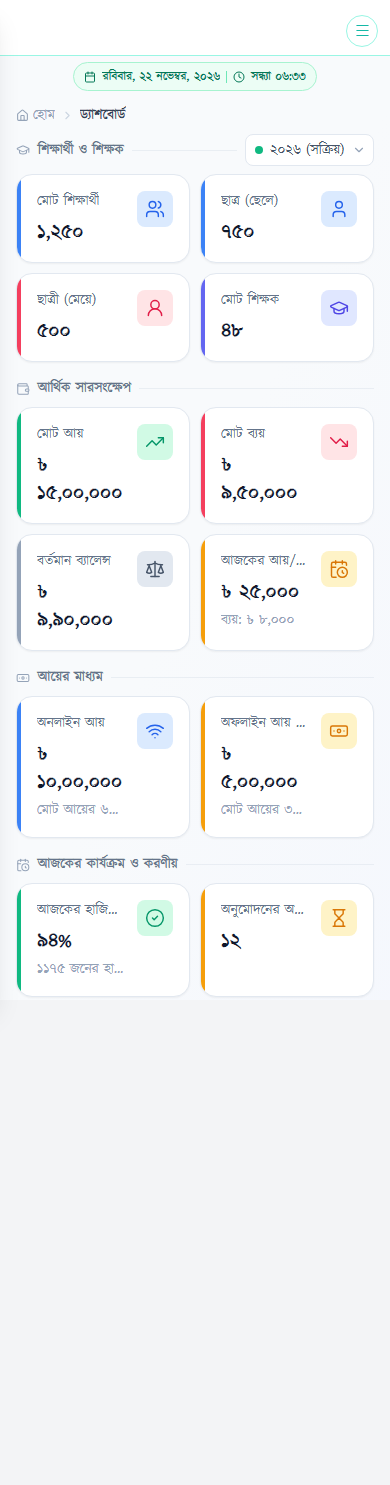 রবিবার, ২২ নভেম্বর, ২০২৬ | সন্ধ্যা ০৬:৩৩
হোম > ড্যাশবোর্ড
শিক্ষার্থী ও শিক্ষক
২০২৬ (সক্রিয়)
মোট শিক্ষার্থী
১,২৫০
ছাত্র (ছেলে)
৭৫০
ছাত্রী (মেয়ে)
৫০০
মোট শিক্ষক
৪৮
আর্থিক সারসংক্ষেপ
মোট আয়
৳
১৫,০০,০০০
মোট ব্যয়
৳
৯,৫০,০০০
বর্তমান ব্যালেন্স
৳
৯,৯০,০০০
আজকের আয়/...
৳ ২৫,০০০
ব্যয়: ৳ ৮,০০০
আয়ের মাধ্যম
অনলাইন আয়
৳
১০,০০,০০০
মোট আয়ের ৬...
অফলাইন আয় ...
৳
৫,০০,০০০
মোট আয়ের ৩...
আজকের কার্যক্রম ও করণীয়
আজকের হাজি...
৯৪%
১১৭৫ জনের হা...
অনুমোদনের অ...
১২